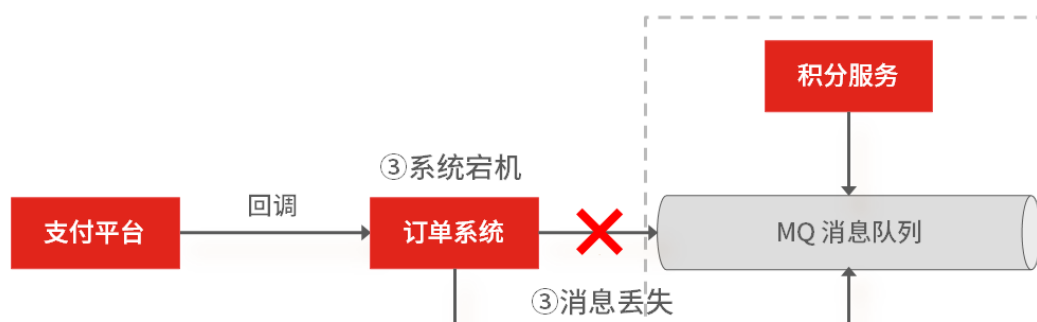 积分服务
③系统宕机
回调
支付平台
订单系统
MQ 消息队列
③消息丢失